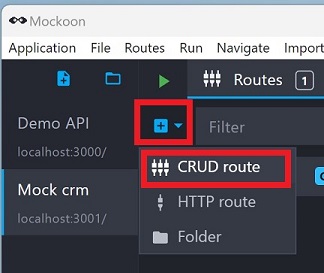 Mockoon
Application File Routes Run Navigate Import
Routes 1
Demo API
Filter
localhost:3000/
CRUD route
Mock crm
HTTP route
localhost:3001/
Folder